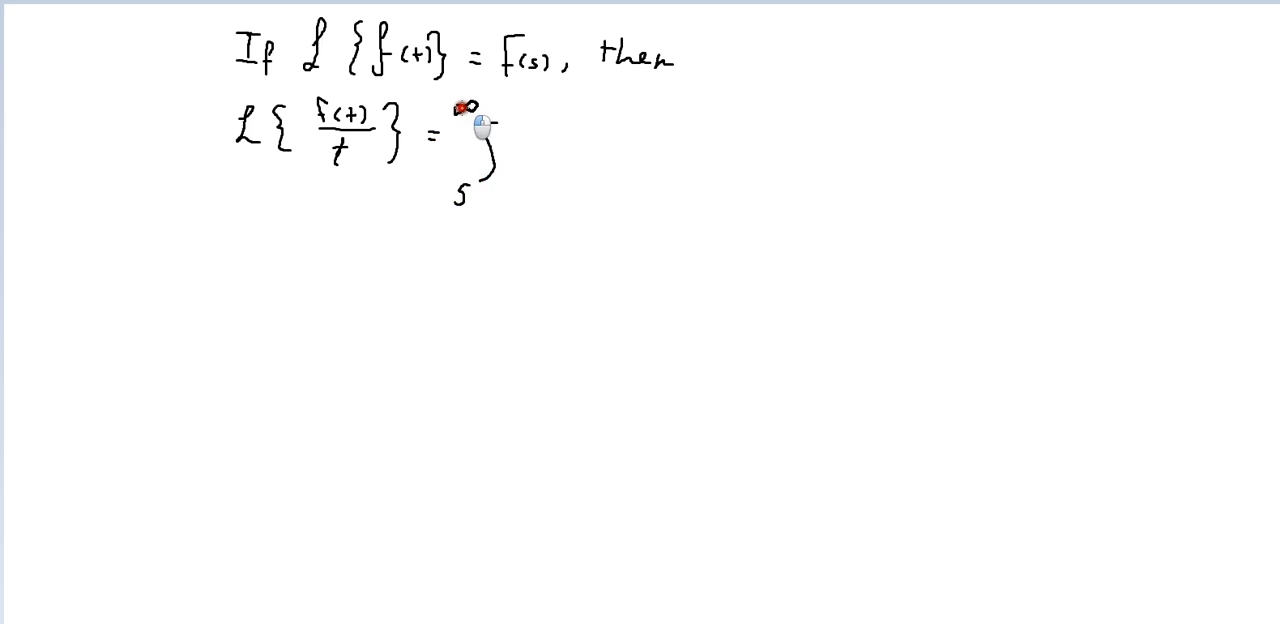 If ℒ {f(t)} = F(s), then
ℒ{ f(t)/t } = ∫_s^∞